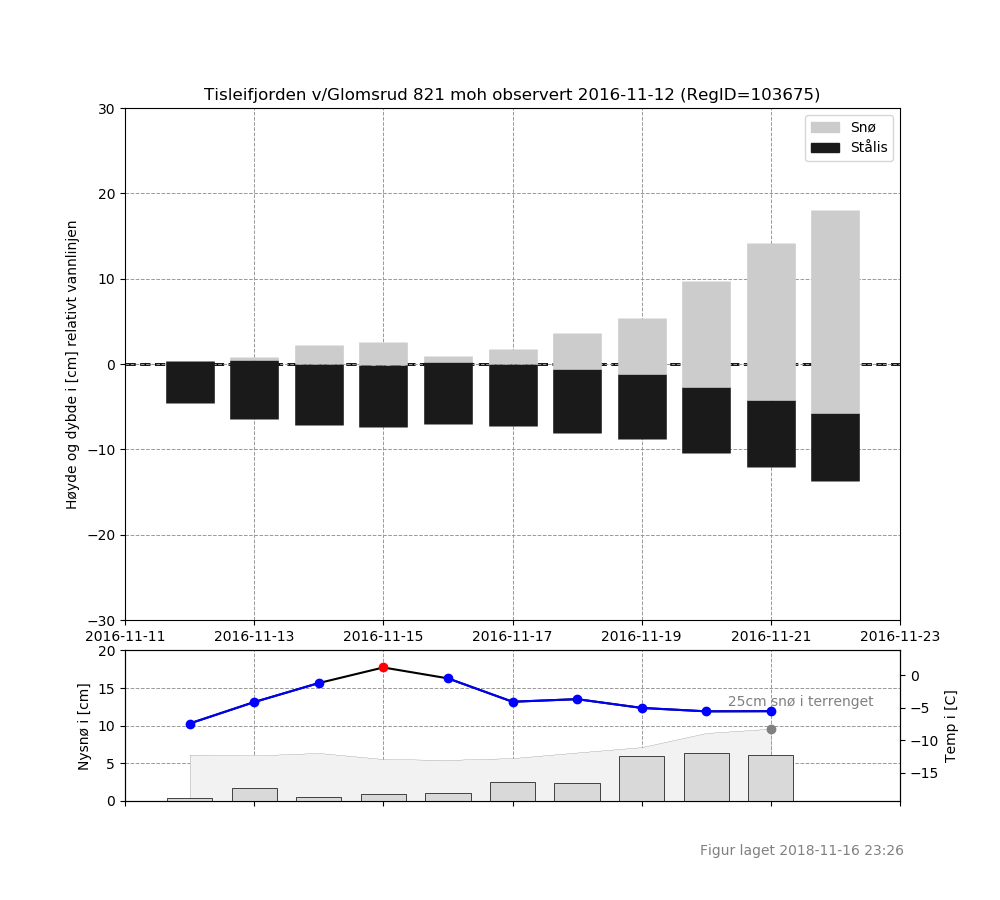 Tisleifjorden v/Glomsrud 821 moh observert 2016-11-12 (RegID=103675)
Høyde og dybde i [cm] relativt vannlinjen
30
20
10
0
−10
−20
−30
Snø
Stålis
2016-11-11 2016-11-13 2016-11-15 2016-11-17 2016-11-19 2016-11-21 2016-11-23
Nysnø i [cm]
20
15
10
5
0
25cm snø i terrenget
0
−5
−10
−15
Temp i [C]
Figur laget 2018-11-16 23:26